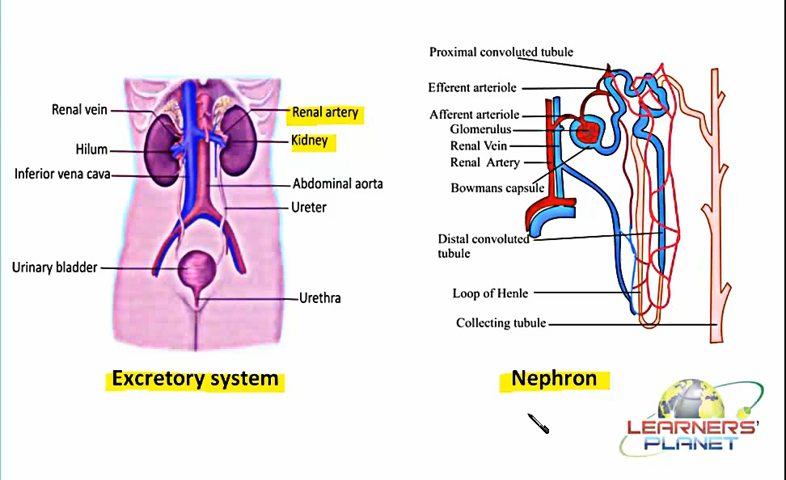 Renal vein
Hilum
Inferior vena cava
Urinary bladder
Renal artery
Kidney
Abdominal aorta
Ureter
Urethra
Excretory system
Proximal convoluted tubule
Efferent arteriole
Afferent arteriole
Glomerulus
Renal Vein
Renal Artery
Bowmans capsule
Distal convoluted
tubule
Loop of Henle
Collecting tubule
Nephron
LEARNERS'
PLANET